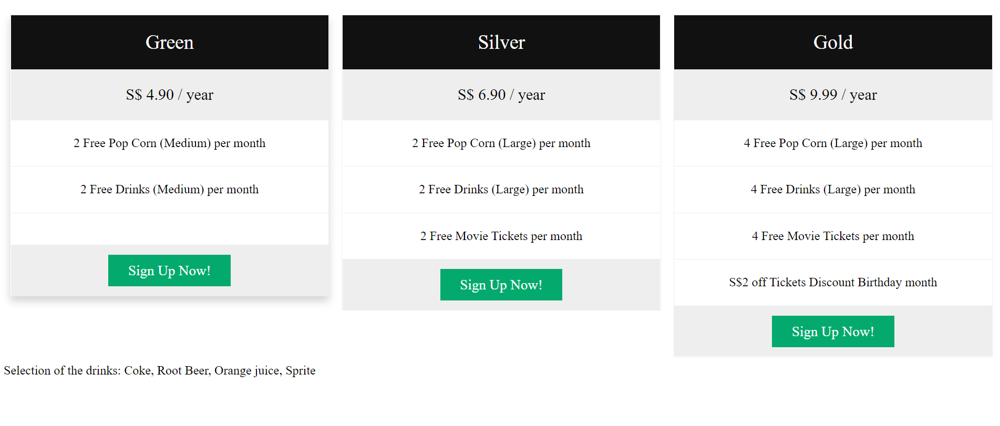 Green
S$ 4.90 / year
2 Free Pop Corn (Medium) per month
2 Free Drinks (Medium) per month
Sign Up Now!
Silver
S$ 6.90 / year
2 Free Pop Corn (Large) per month
2 Free Drinks (Large) per month
2 Free Movie Tickets per month
Sign Up Now!
Gold
S$ 9.99 / year
4 Free Pop Corn (Large) per month
4 Free Drinks (Large) per month
4 Free Movie Tickets per month
S$2 off Tickets Discount Birthday month
Sign Up Now!
Selection of the drinks: Coke, Root Beer, Orange juice, Sprite